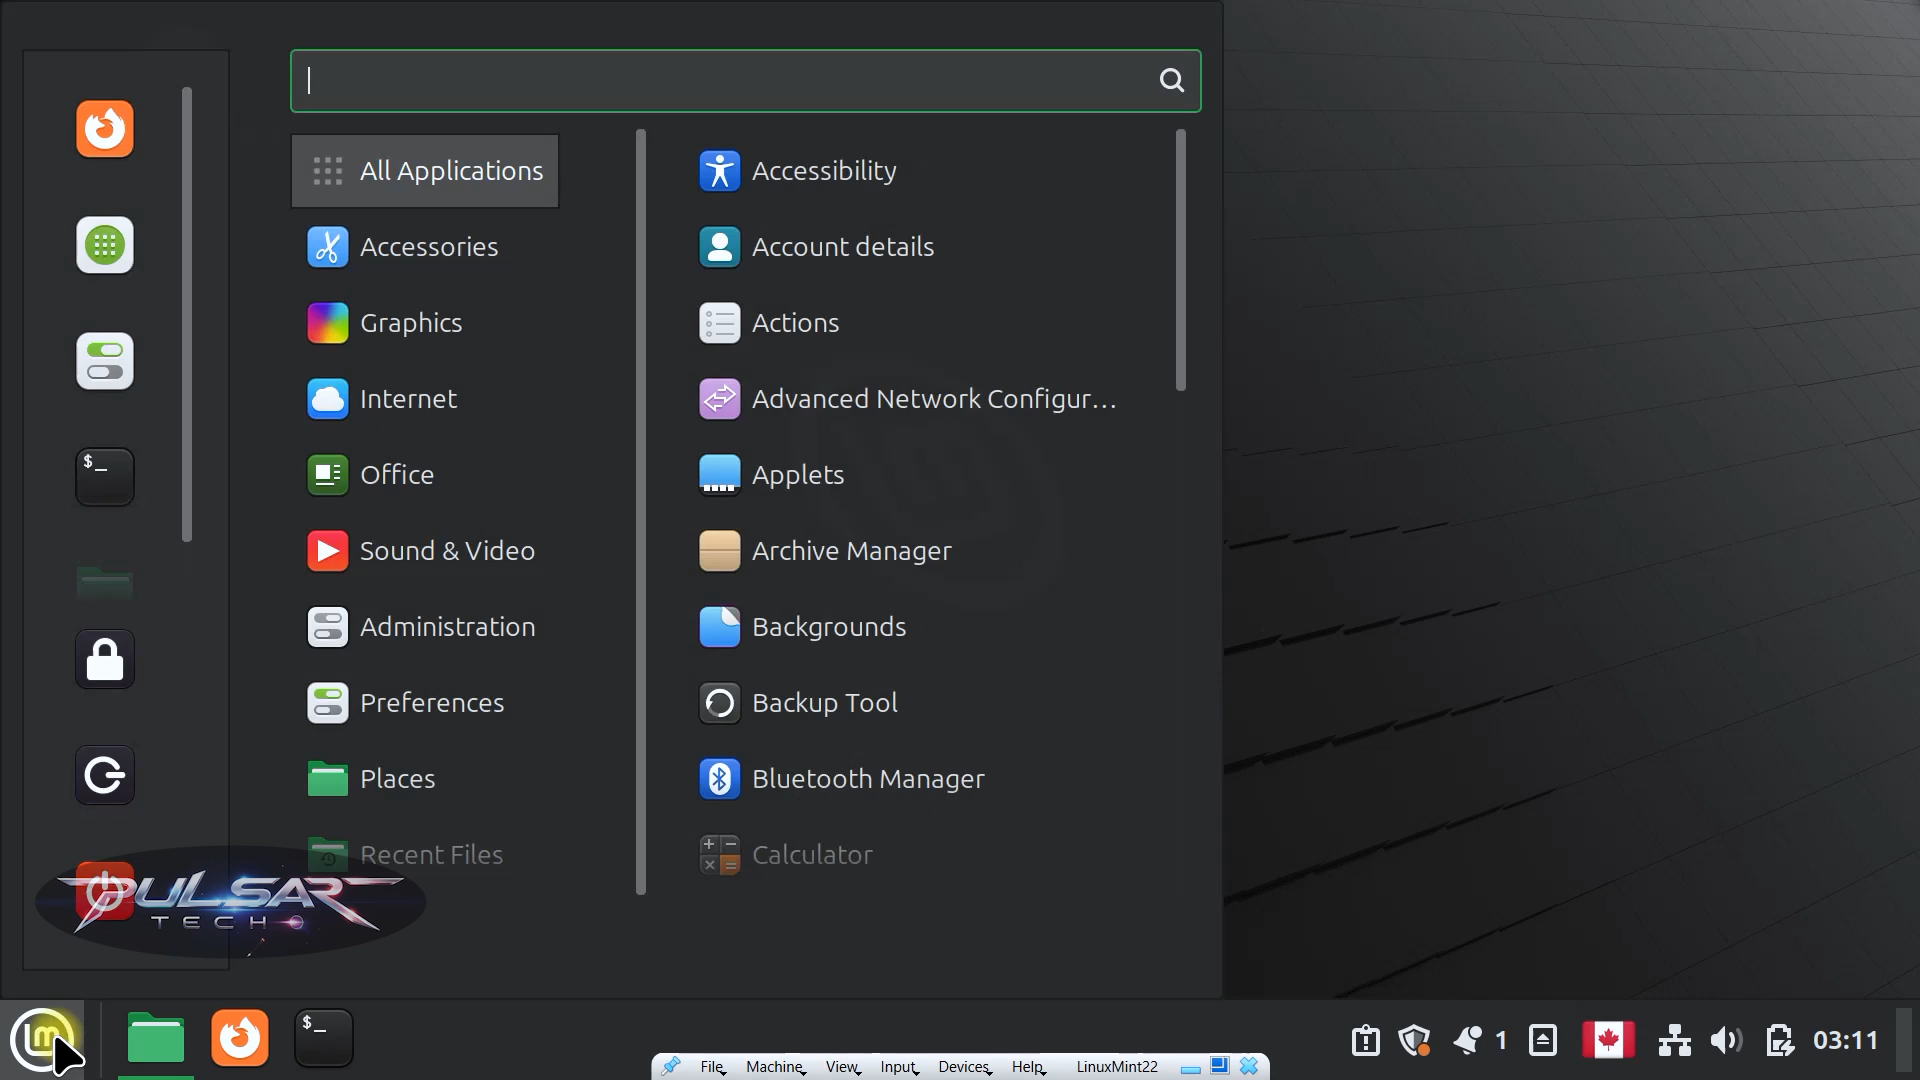 All Applications
Accessories
Graphics
Internet
Office
Sound & Video
Administration
Preferences
Places
Recent Files
Accessibility
Account details
Actions
Advanced Network Configur...
Applets
Archive Manager
Backgrounds
Backup Tool
Bluetooth Manager
Calculator
PULSAR
TECH
$_
$_
1
03:11
File
Machine
View
Input
Devices
Help
LinuxMint22